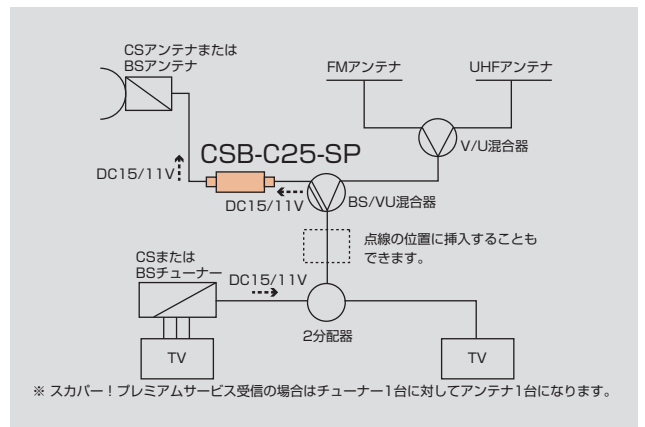 CSアンテナまたは
BSアンテナ
FMアンテナ
UHFアンテナ
V/U混合器
CSB-C25-SP
DC15/11V
DC15/11V
BS/VU混合器
点線の位置に挿入することも
できます。
CSまたは
BSチューナー
DC15/11V
2分配器
TV
TV
※ スカパー！プレミアムサービス受信の場合はチューナー1台に対してアンテナ1台になります。